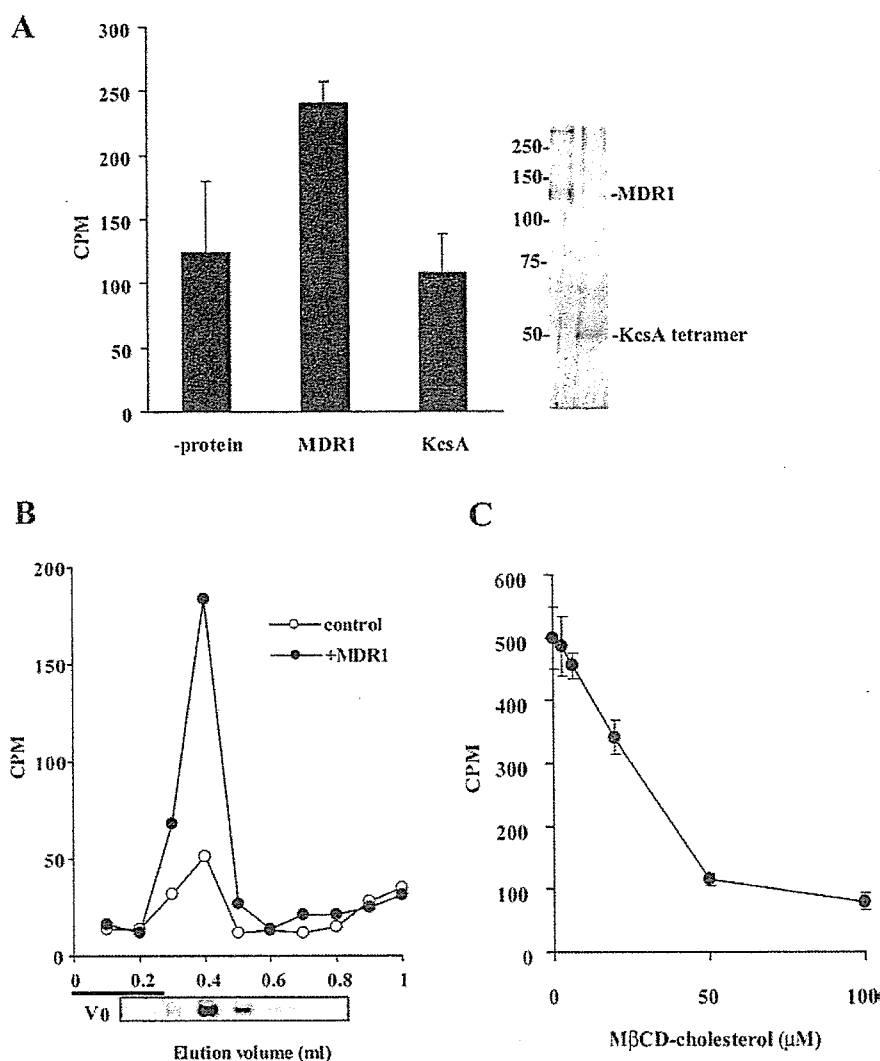 A
300
250
200
150
100
50
0
CPM
-protein
MDR1
KcsA
250-
150-
100-
75-
50-
-MDR1
-KcsA tetramer
B
200
150
100
50
0
CPM
control
+MDR1
0
0.2
0.4
0.6
0.8
1
V0
Elution volume (ml)
C
600
500
400
300
200
100
0
CPM
0
50
100
MβCD-cholesterol (μM)